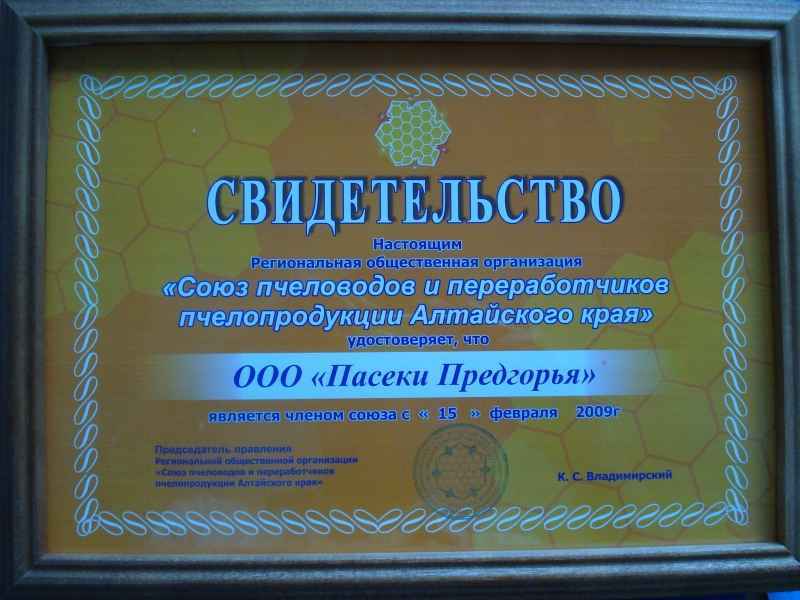 СВИДЕТЕЛЬСТВО
Настоящим
Региональная общественная организация
«Союз пчеловодов и переработчиков
пчелопродукции Алтайского края»
удостоверяет, что
ООО «Пасеки Предгорья»
является членом союза с « 15 » февраля 2009г
Председатель правления
Региональной общественной организации
«Союз пчеловодов и переработчиков
пчелопродукции Алтайского края»
К. С. Владимирский